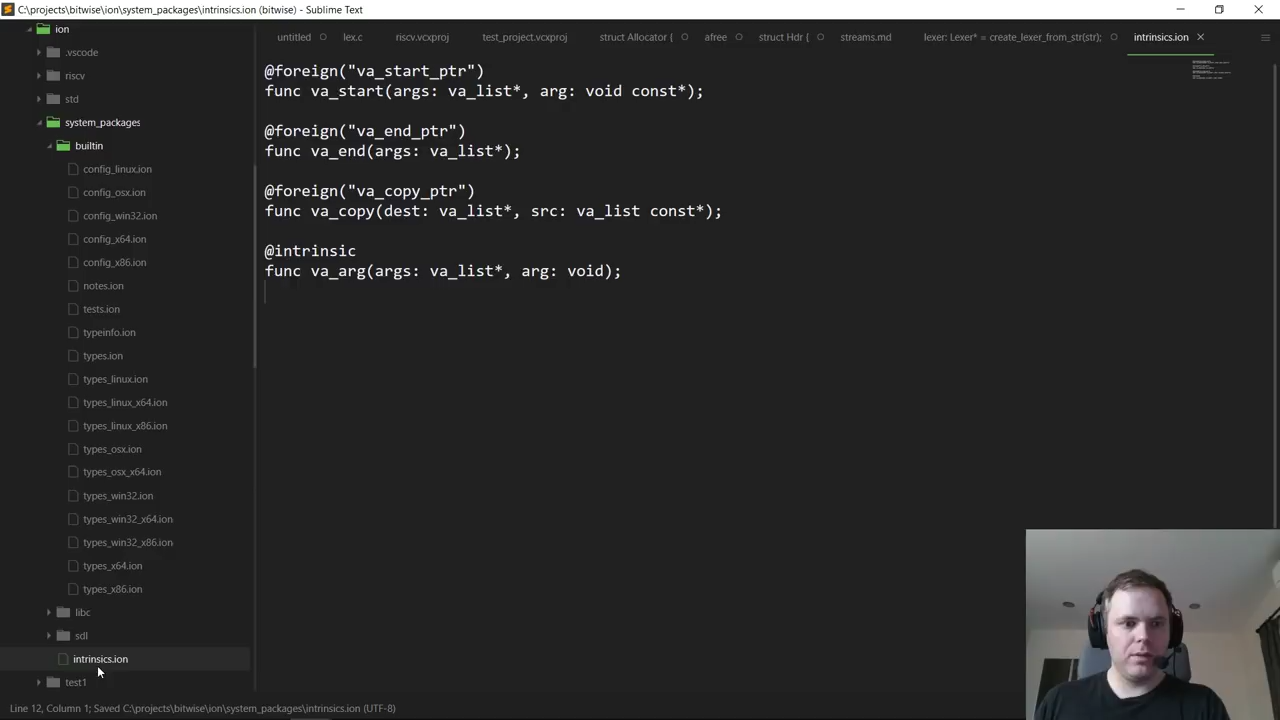 C:\projects\bitwise\ion\system_packages\intrinsics.ion (bitwise) - Sublime Text
untitled lex.c riscv.vcxproj test_project.vcxproj struct Allocator { afree struct Hdr { streams.md lexer: Lexer* = create_lexer_from_str(str); intrinsics.ion
ion
.vscode
riscv
std
system_packages
builtin
config_linux.ion
config_osx.ion
config_win32.ion
config_x64.ion
config_x86.ion
notes.ion
tests.ion
typeinfo.ion
types.ion
types_linux.ion
types_linux_x64.ion
types_linux_x86.ion
types_osx.ion
types_osx_x64.ion
types_win32.ion
types_win32_x64.ion
types_win32_x86.ion
types_x64.ion
types_x86.ion
libc
sdl
intrinsics.ion
test1
@foreign("va_start_ptr")
func va_start(args: va_list*, arg: void const*);
@foreign("va_end_ptr")
func va_end(args: va_list*);
@foreign("va_copy_ptr")
func va_copy(dest: va_list*, src: va_list const*);
@intrinsic
func va_arg(args: va_list*, arg: void);
Line 12, Column 1; Saved C:\projects\bitwise\ion\system_packages\intrinsics.ion (UTF-8)